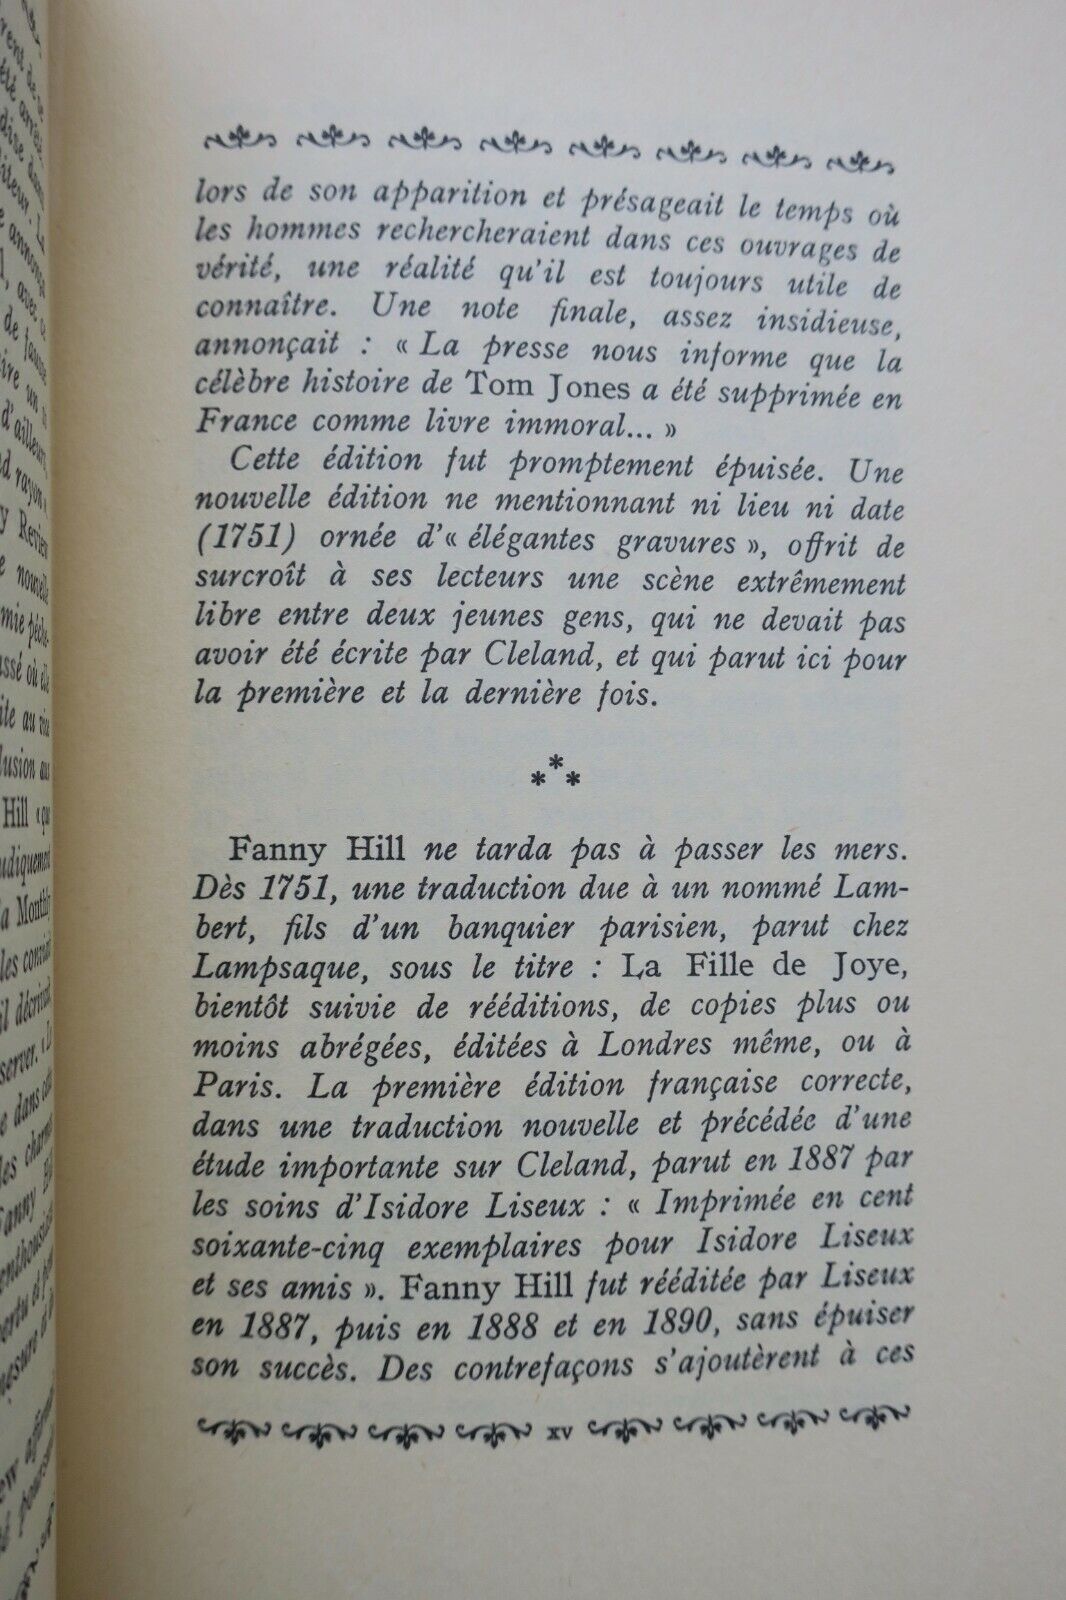 lors de son apparition et présageait le temps où
les hommes rechercheraient dans ces ouvrages de
vérité, une réalité qu'il est toujours utile de
connaître. Une note finale, assez insidieuse,
annonçait : « La presse nous informe que la
célèbre histoire de Tom Jones a été supprimée en
France comme livre immoral... »
Cette édition fut promptement épuisée. Une
nouvelle édition ne mentionnant ni lieu ni date
(1751) ornée d'« élégantes gravures », offrit de
surcroît à ses lecteurs une scène extrêmement
libre entre deux jeunes gens, qui ne devait pas
avoir été écrite par Cleland, et qui parut ici pour
la première et la dernière fois.
***
Fanny Hill ne tarda pas à passer les mers.
Dès 1751, une traduction due à un nommé Lam-
bert, fils d'un banquier parisien, parut chez
Lampsaque, sous le titre : La Fille de Joye,
bientôt suivie de rééditions, de copies plus ou
moins abrégées, éditées à Londres même, ou à
Paris. La première édition française correcte,
dans une traduction nouvelle et précédée d'une
étude importante sur Cleland, parut en 1887 par
les soins d'Isidore Liseux : « Imprimée en cent
soixante-cinq exemplaires pour Isidore Liseux
et ses amis ». Fanny Hill fut rééditée par Liseux
en 1887, puis en 1888 et en 1890, sans épuiser
son succès. Des contrefaçons s'ajoutèrent à ces
XV